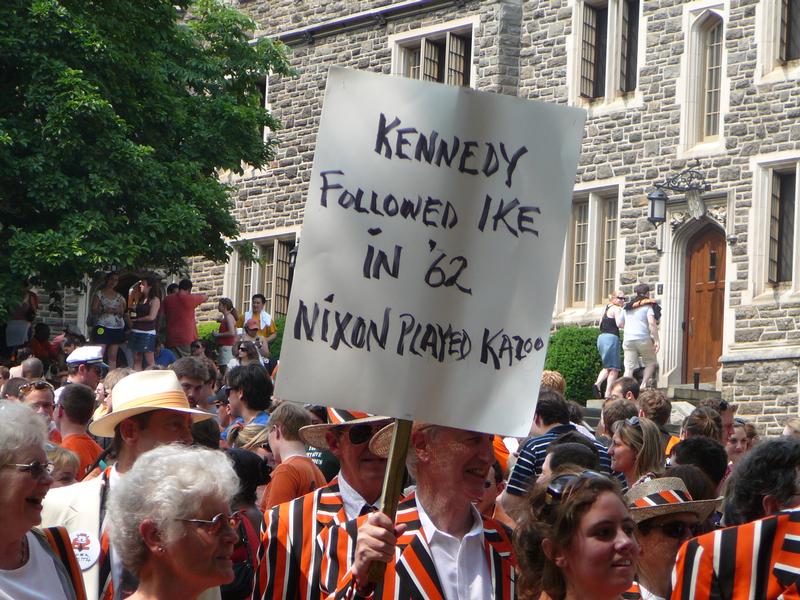 KENNEDY
FOLLOWED IKE
iN '62
NiXON PLAYED KAZOO